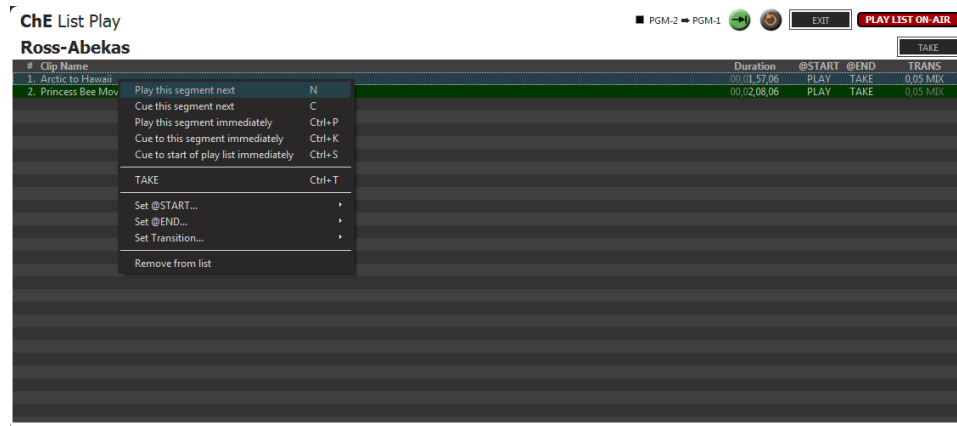 ChE List Play
PGM-2 ➡ PGM-1 EXIT PLAY LIST ON-AIR
Ross-Abekas
TAKE
# Clip Name Duration @START @END TRANS
1. Arctic to Hawaii 00,01,57,06 PLAY TAKE 0,05 MIX
2. Princess Bee Mov 00,02,08,06 PLAY TAKE 0,05 MIX
Play this segment next N
Cue this segment next C
Play this segment immediately Ctrl+P
Cue to this segment immediately Ctrl+K
Cue to start of play list immediately Ctrl+S
TAKE Ctrl+T
Set @START...
Set @END...
Set Transition...
Remove from list